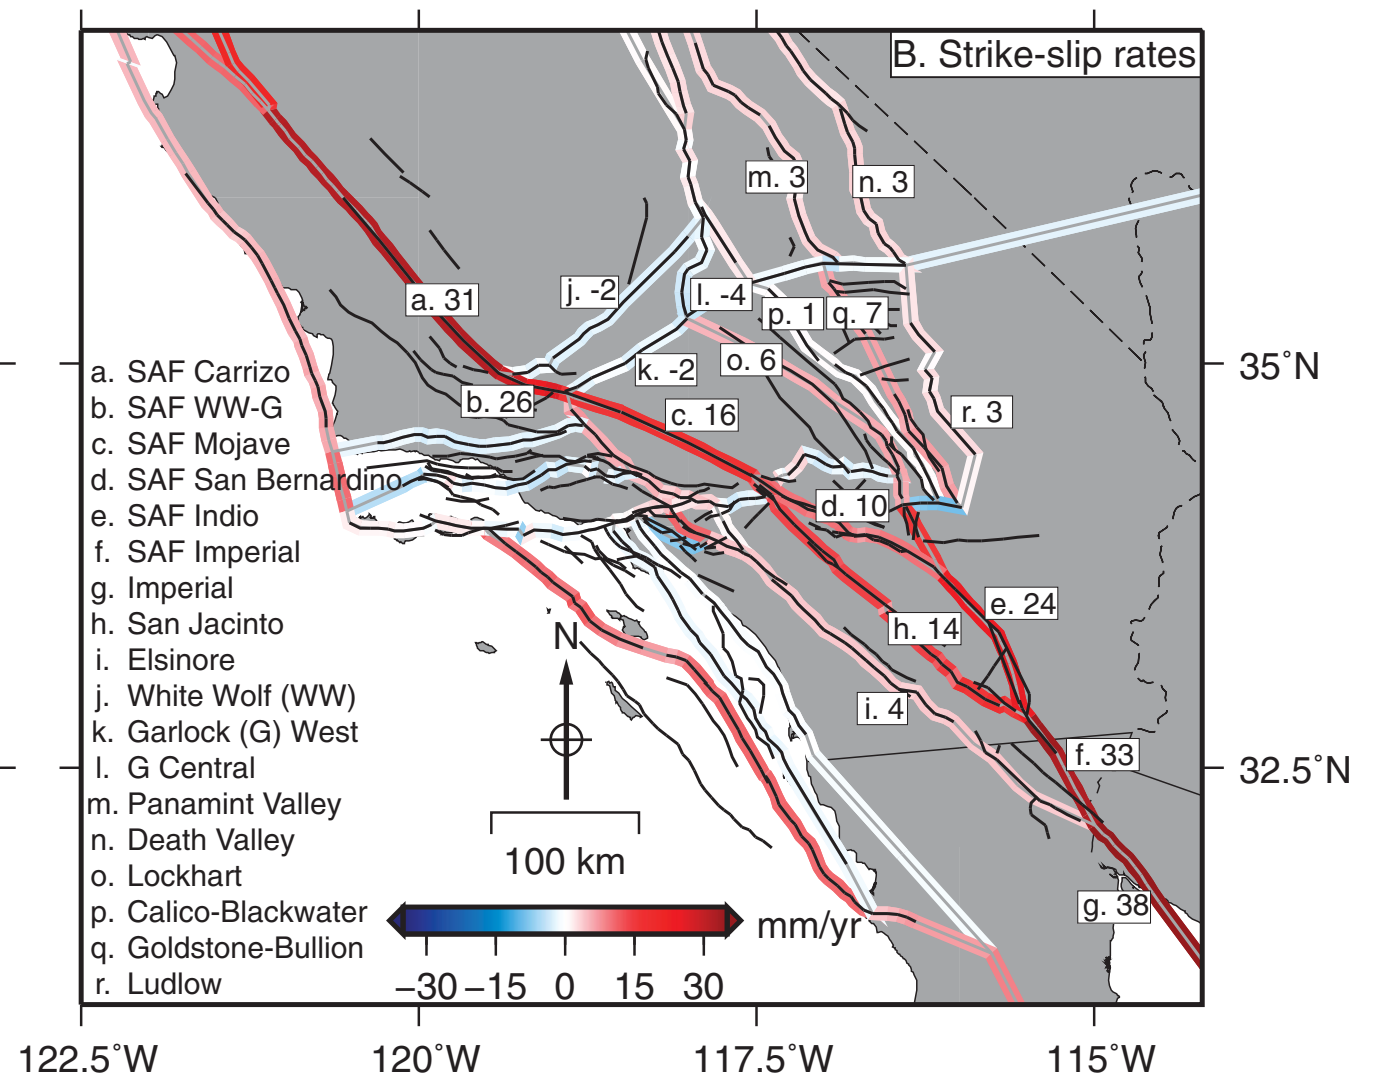 B. Strike-slip rates
m. 3
n. 3
j. -2
l. -4
a. 31
p. 1
q. 7
o. 6
k. -2
35°N
b. 26
c. 16
r. 3
a. SAF Carrizo
b. SAF WW-G
c. SAF Mojave
d. SAF San Bernardino
e. SAF Indio
f. SAF Imperial
g. Imperial
h. San Jacinto
i. Elsinore
j. White Wolf (WW)
k. Garlock (G) West
l. G Central
m. Panamint Valley
n. Death Valley
o. Lockhart
p. Calico-Blackwater
q. Goldstone-Bullion
r. Ludlow
d. 10
e. 24
h. 14
N
i. 4
f. 33
32.5°N
100 km
g. 38
mm/yr
−30 −15 0 15 30
122.5°W 120°W 117.5°W 115°W